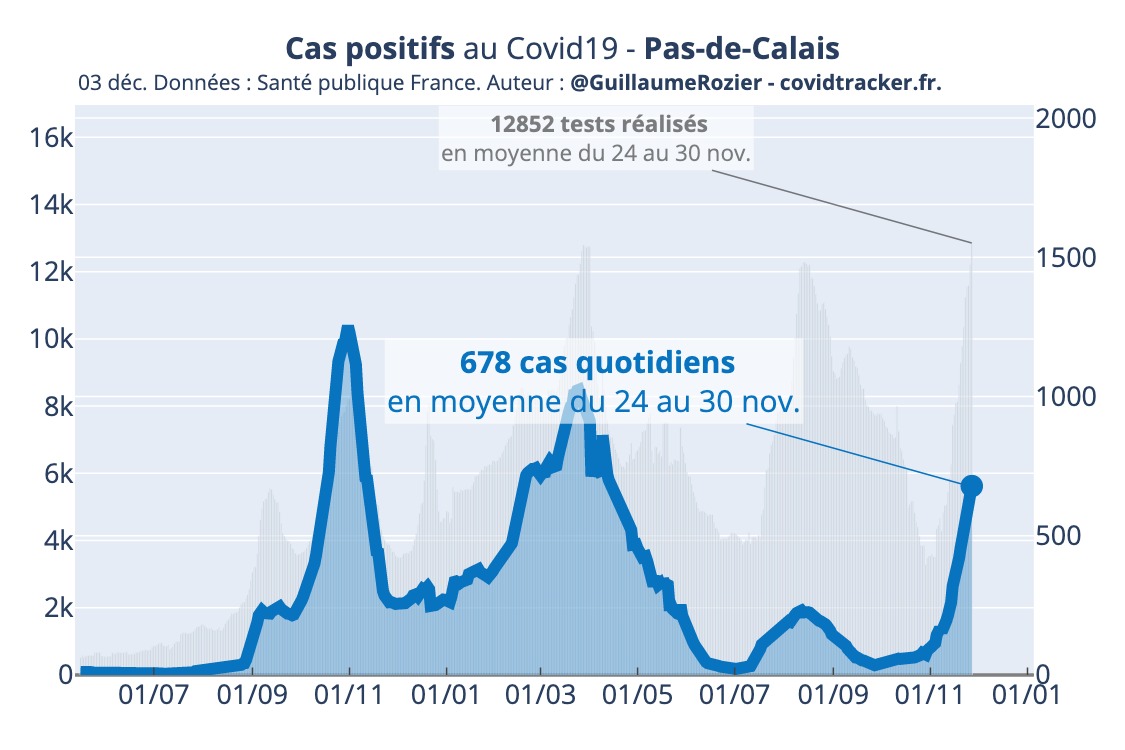 Cas positifs au Covid19 - Pas-de-Calais
03 déc. Données : Santé publique France. Auteur : @GuillaumeRozier - covidtracker.fr.
12852 tests réalisés
en moyenne du 24 au 30 nov.
678 cas quotidiens
en moyenne du 24 au 30 nov.
16k
14k
12k
10k
8k
6k
4k
2k
0
2000
1500
1000
500
0
01/07 01/09 01/11 01/01 01/03 01/05 01/07 01/09 01/11 01/01